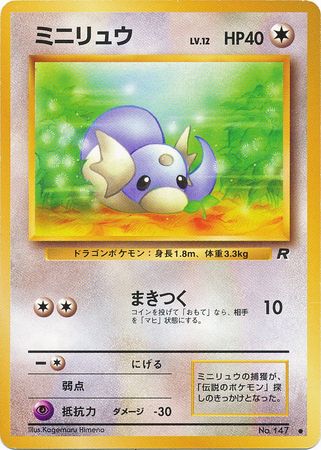 ミニリュウ LV.12 HP40
ドラゴンポケモン:身長1.8m、体重3.3kg
R
まきつく 10
コインを投げて「おもて」なら、相手
を「マヒ」状態にする。
にげる
弱点
抵抗力 ダメージ -30
ミニリュウの捕獲が、
「伝説のポケモン」探
しのきっかけとなった。
Illus. Kagemaru Himeno
No. 147 ●